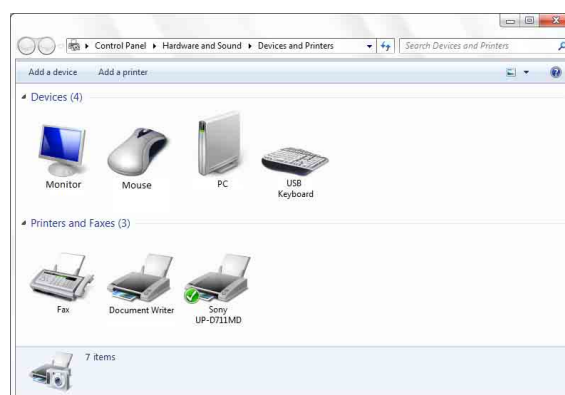 Control Panel ▸ Hardware and Sound ▸ Devices and Printers
Search Devices and Printers
Add a device Add a printer
Devices (4)
Monitor
Mouse
PC
USB
Keyboard
Printers and Faxes (3)
Fax
Document Writer
Sony
UP-D711MD
7 items